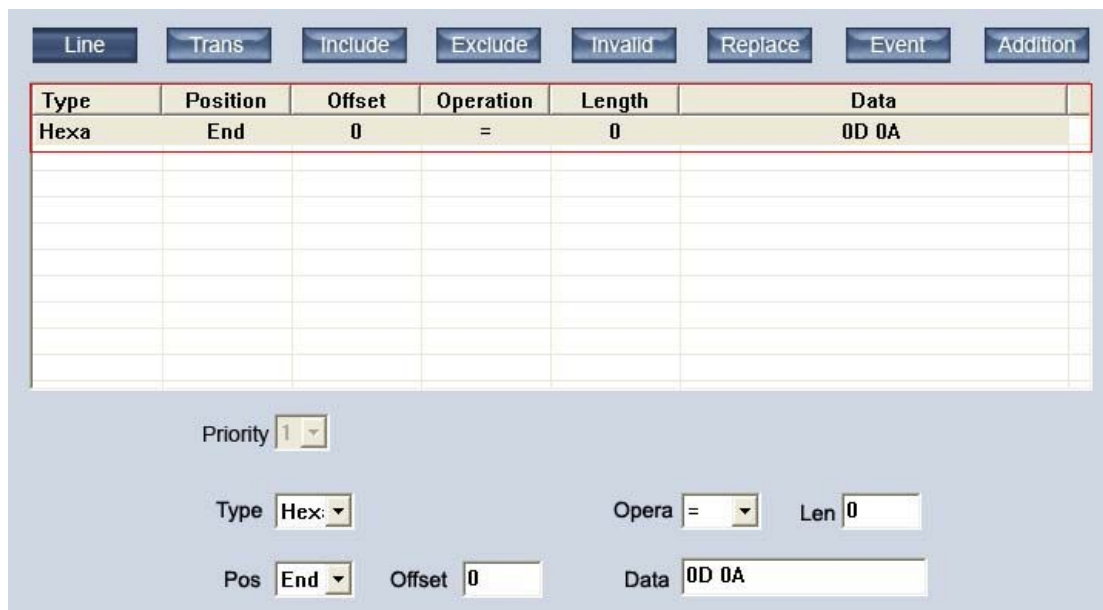 Line Trans Include Exclude Invalid Replace Event Addition
Type Position Offset Operation Length Data
Hexa End 0 = 0 0D 0A
Priority 1
Type Hexa Opera = Len 0
Pos End Offset 0 Data 0D 0A